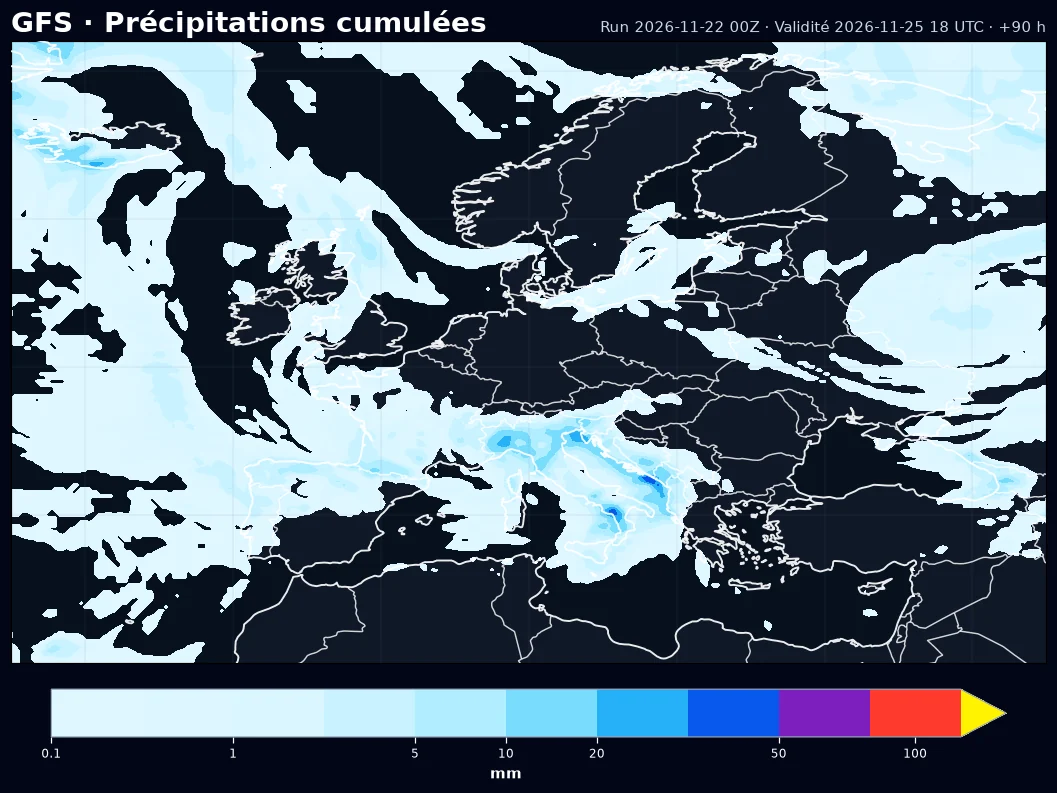 GFS · Précipitations cumulées
Run 2026-11-22 00Z · Validité 2026-11-25 18 UTC · +90 h
0.1 1 5 10 20 50 100
mm